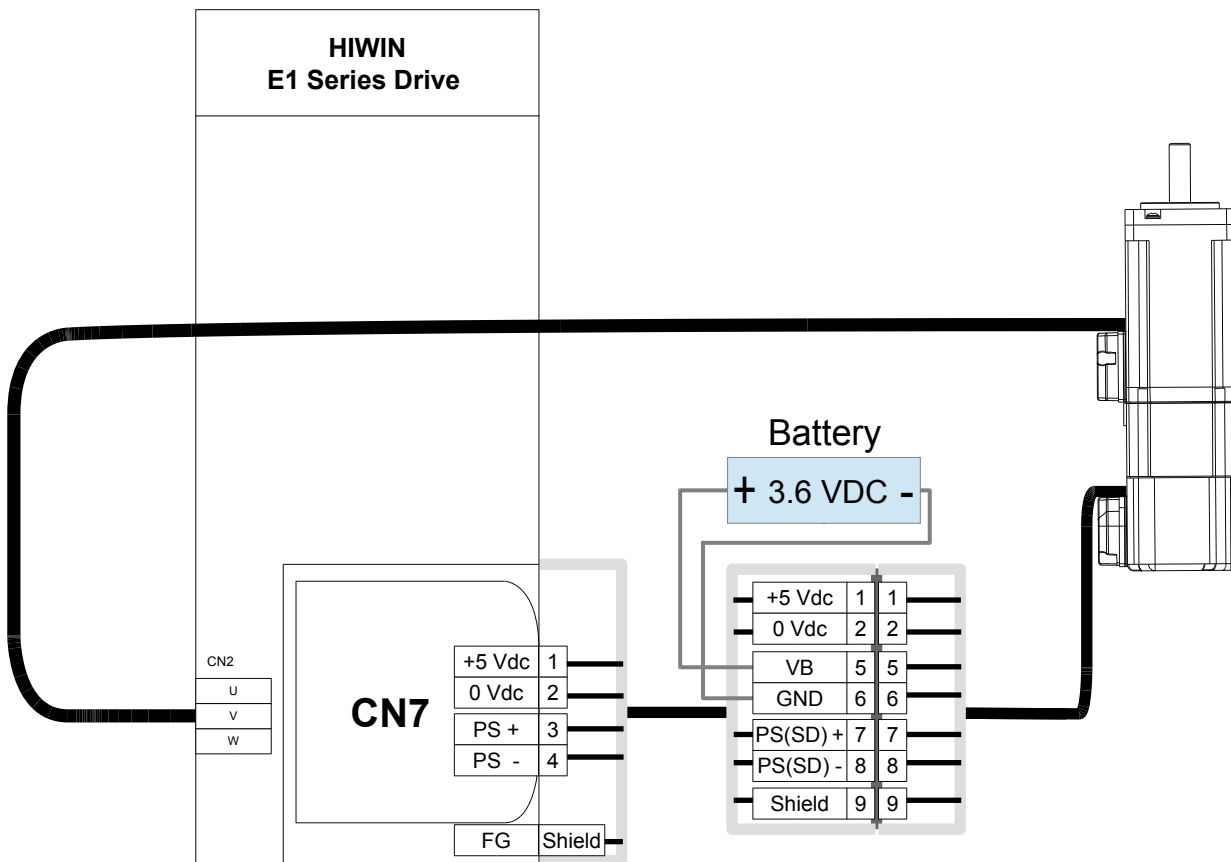 HIWIN
E1 Series Drive
Battery
+ 3.6 VDC -
CN2
U
V
W
CN7
+5 Vdc 1
0 Vdc 2
PS + 3
PS - 4
FG Shield
+5 Vdc 1 1
0 Vdc 2 2
VB 5 5
GND 6 6
PS(SD) + 7 7
PS(SD) - 8 8
Shield 9 9